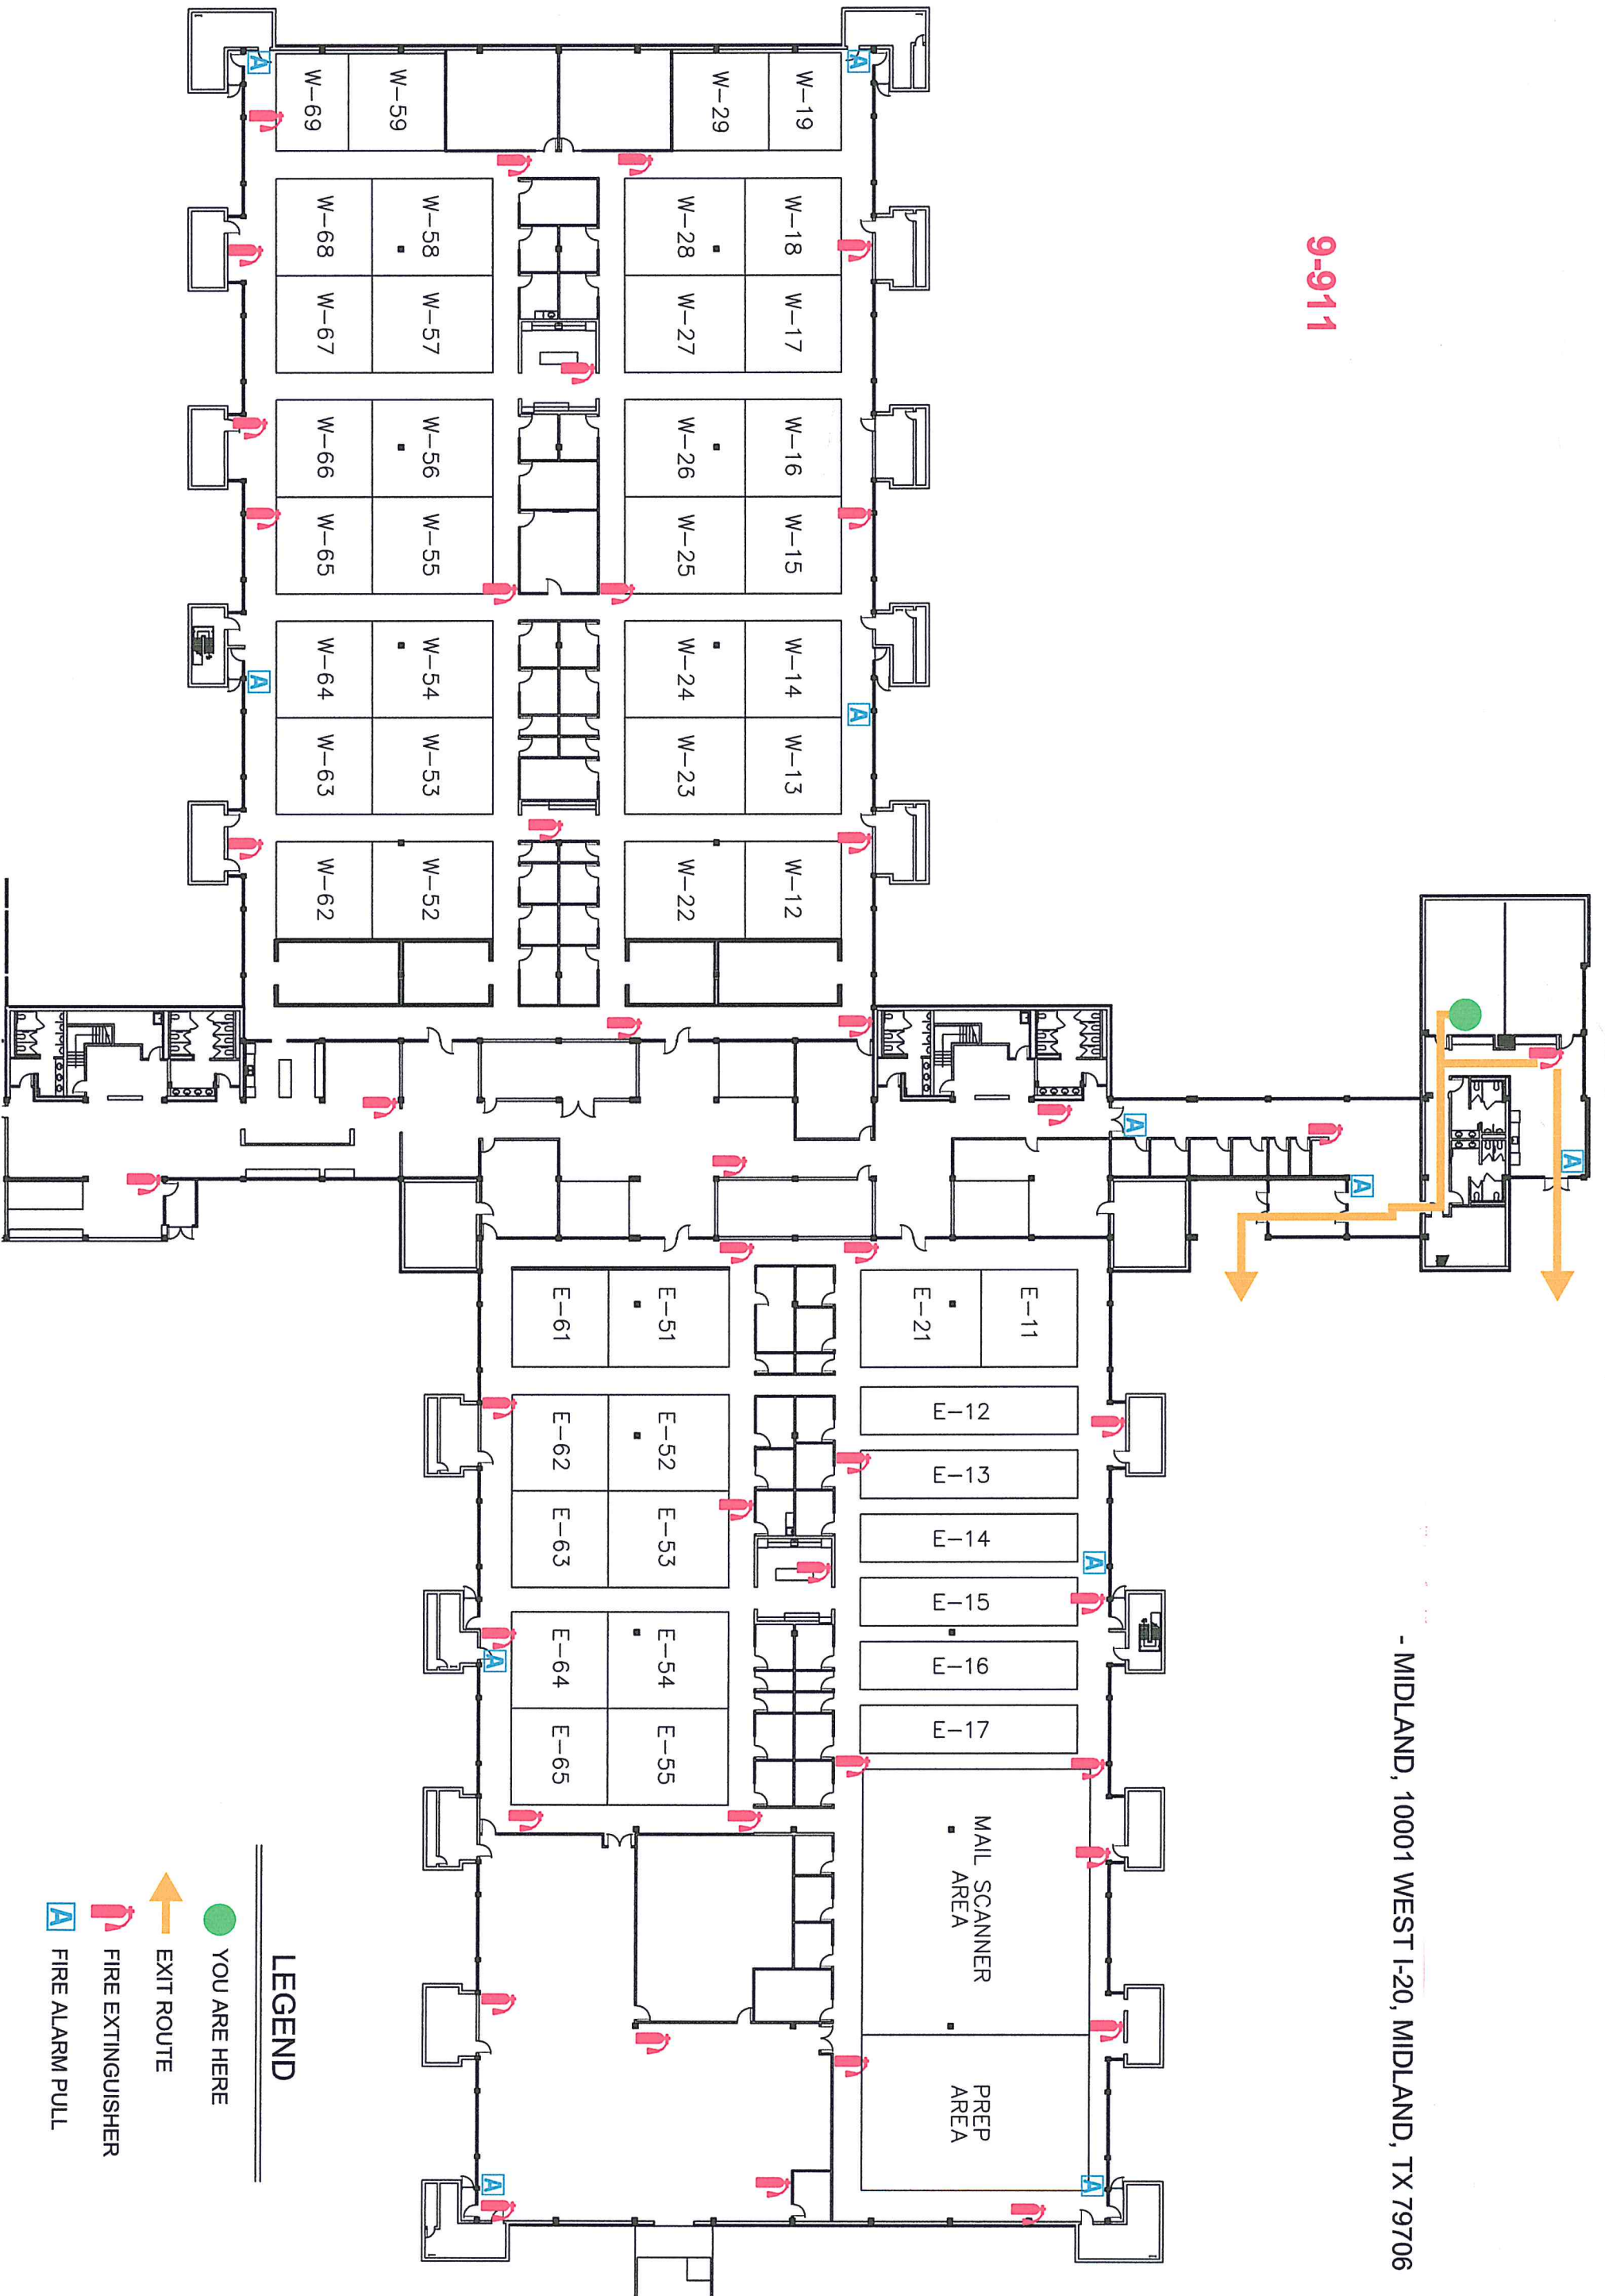 - MIDLAND, 10001 WEST I-20, MIDLAND, TX 79706
9-911
E-11
E-21
E-12
E-13
E-14
E-15
E-16
E-17
MAIL SCANNER
AREA
PREP
AREA
W-19
W-18
W-17
W-16
W-15
W-14
W-13
W-12
W-29
W-28
W-27
W-26
W-25
W-24
W-23
W-22
E-51
E-52
E-53
E-54
E-55
E-61
E-62
E-63
E-64
E-65
W-59
W-58
W-57
W-56
W-55
W-54
W-53
W-52
W-69
W-68
W-67
W-66
W-65
W-64
W-63
W-62
LEGEND
YOU ARE HERE
EXIT ROUTE
FIRE EXTINGUISHER
A FIRE ALARM PULL